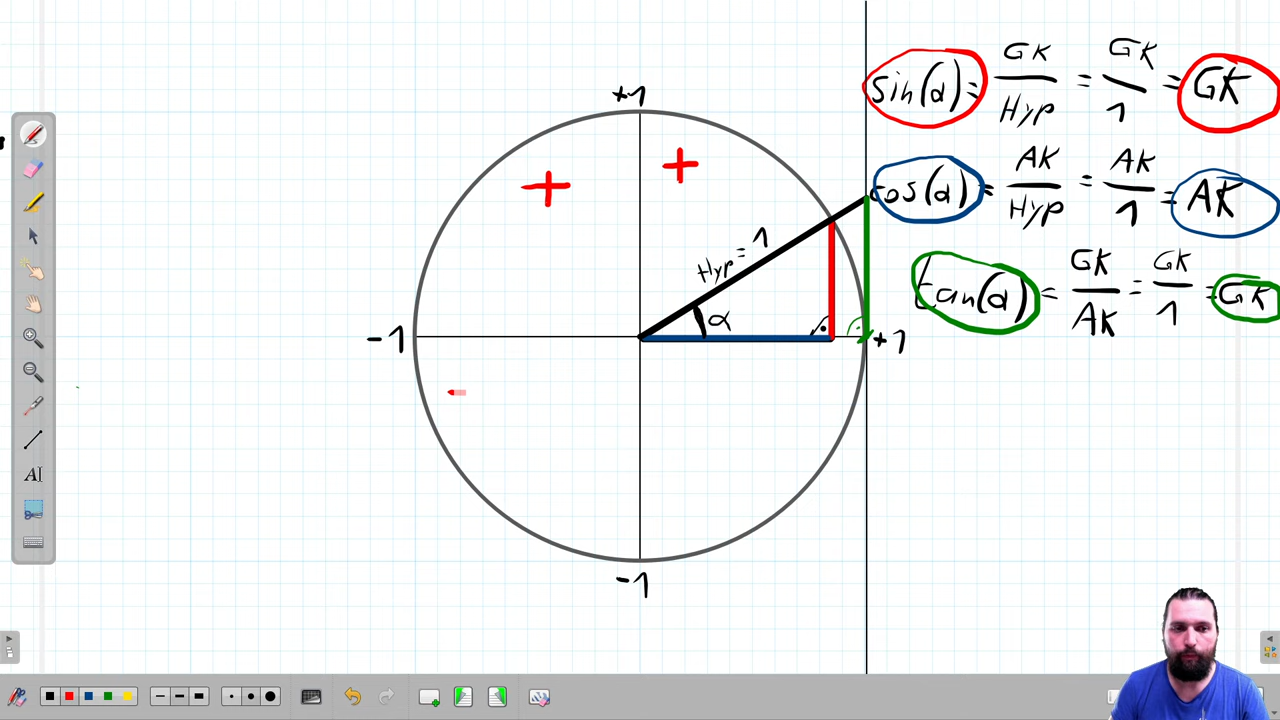 sin(α) = GK/Hyp = GK/1 = GK
cos(α) = AK/Hyp = AK/1 = AK
tan(α) = GK/AK = GK/1 = GK
+1
+
+
Hyp = 1
α
-1
+1
-1
AI